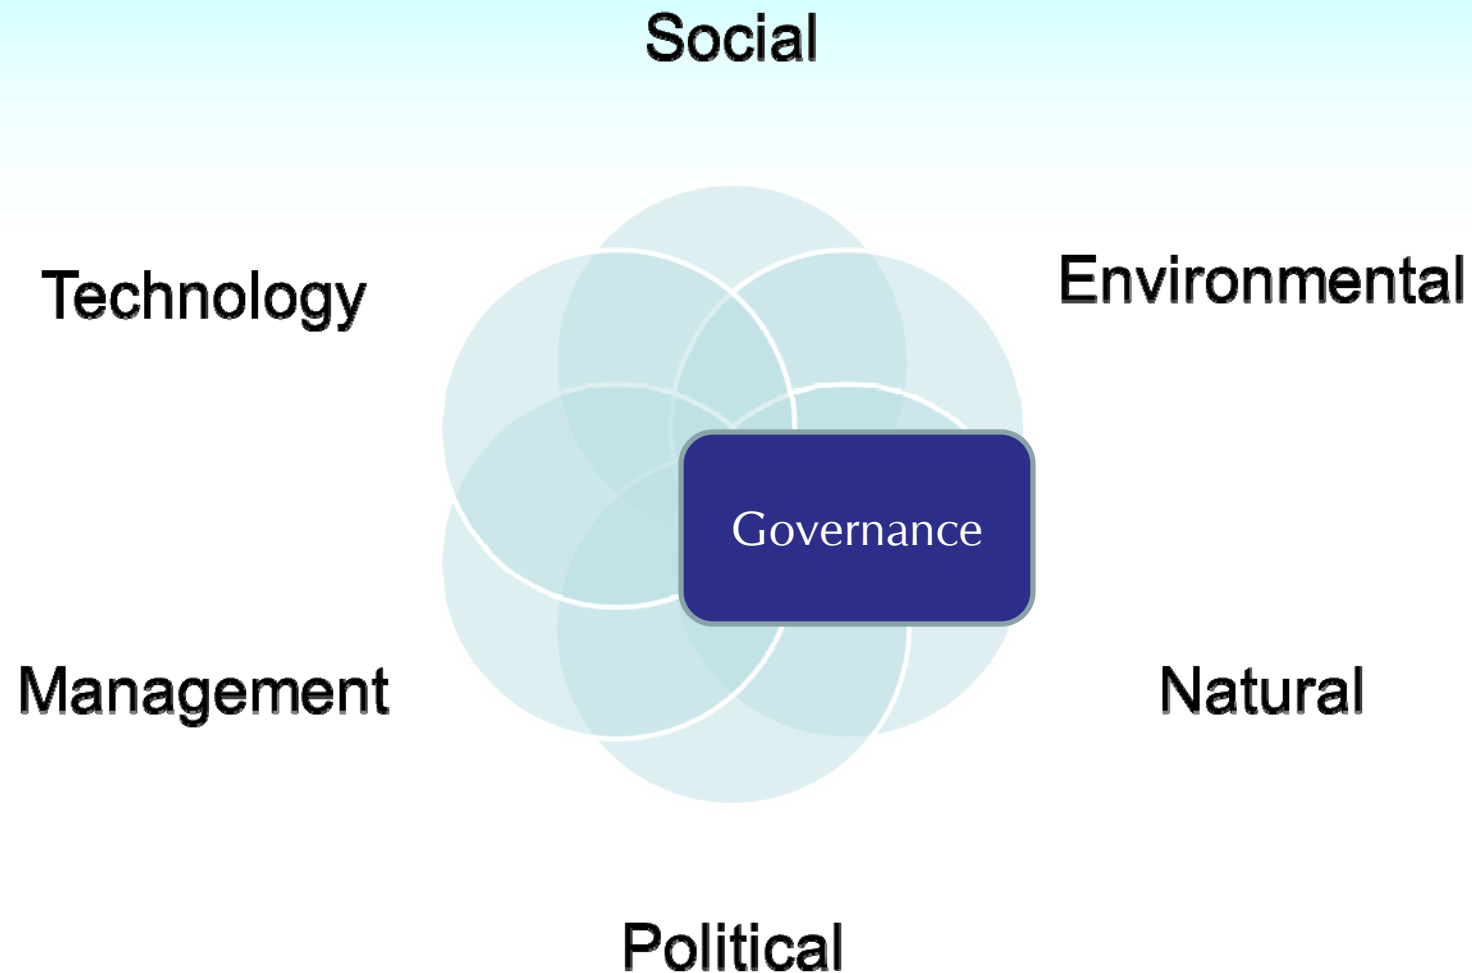 Social
Technology
Environmental
Governance
Management
Natural
Political